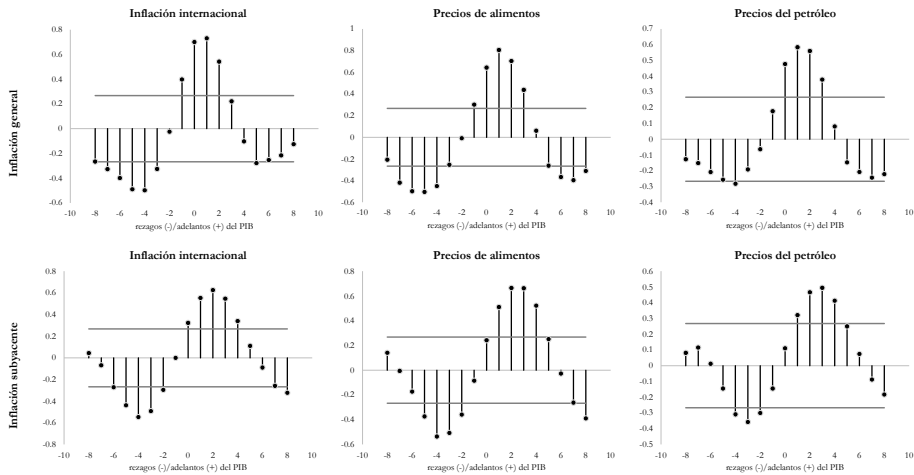 Inflación internacional
Precios de alimentos
Precios del petróleo
Inflación general
0.8
0.6
0.4
0.2
0
-0.2
-0.4
-0.6
-10 -8 -6 -4 -2 0 2 4 6 8 10
rezagos (-)/adelantos (+) del PIB
1
0.8
0.6
0.4
0.2
0
-0.2
-0.4
-0.6
-10 -8 -6 -4 -2 0 2 4 6 8 10
rezagos (-)/adelantos (+) del PIB
0.7
0.6
0.5
0.4
0.3
0.2
0.1
0
-0.1
-0.2
-0.3
-0.4
-10 -8 -6 -4 -2 0 2 4 6 8 10
rezagos (-)/adelantos (+) del PIB
Inflación internacional
Precios de alimentos
Precios del petróleo
Inflación subyacente
0.8
0.6
0.4
0.2
0
-0.2
-0.4
-0.6
-0.8
-10 -8 -6 -4 -2 0 2 4 6 8 10
rezagos (-)/adelantos (+) del PIB
0.8
0.6
0.4
0.2
0
-0.2
-0.4
-0.6
-10 -8 -6 -4 -2 0 2 4 6 8 10
rezagos (-)/adelantos (+) del PIB
0.6
0.5
0.4
0.3
0.2
0.1
0
-0.1
-0.2
-0.3
-0.4
-0.5
-10 -8 -6 -4 -2 0 2 4 6 8 10
rezagos (-)/adelantos (+) del PIB